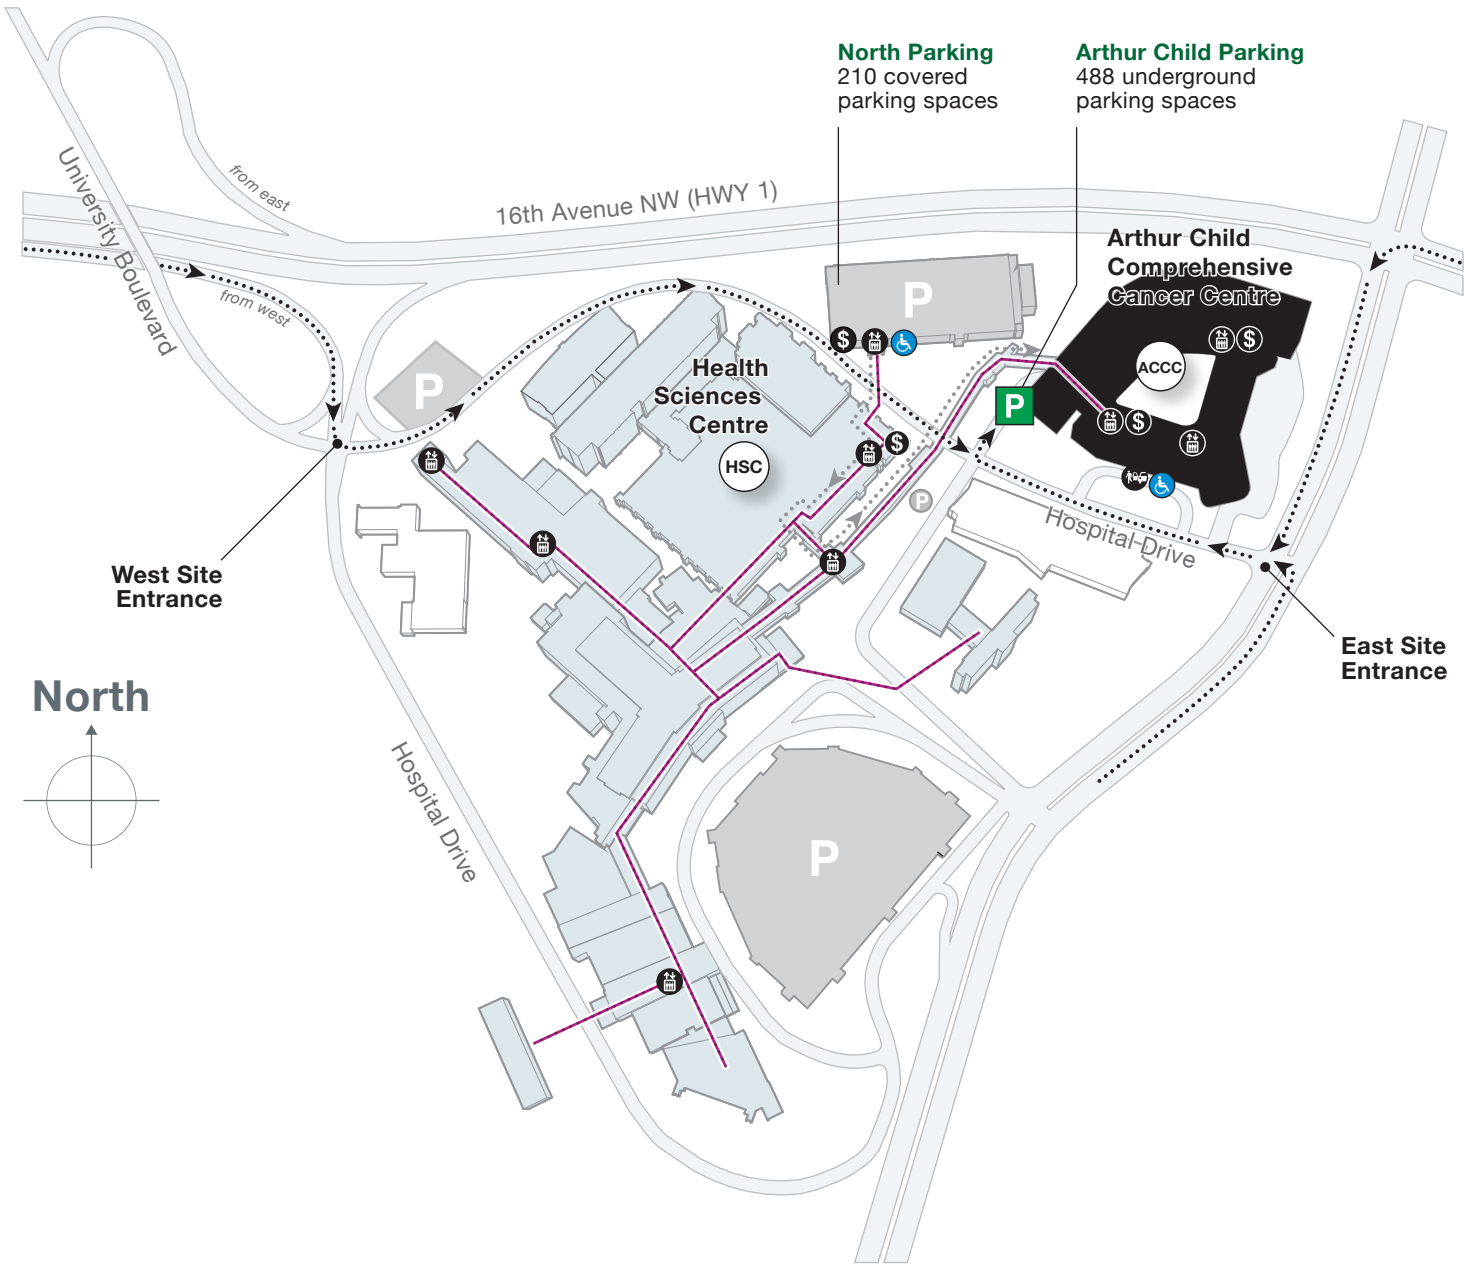 North Parking
210 covered
parking spaces
Arthur Child Parking
488 underground
parking spaces
University Boulevard
from east
16th Avenue NW (HWY 1)
from west
Arthur Child
Comprehensive
Cancer Centre
P
$
ACCC
$
P
Health
Sciences
Centre
P
$
$
HSC
P
Hospital Drive
West Site
Entrance
East Site
Entrance
North
Hospital Drive
P